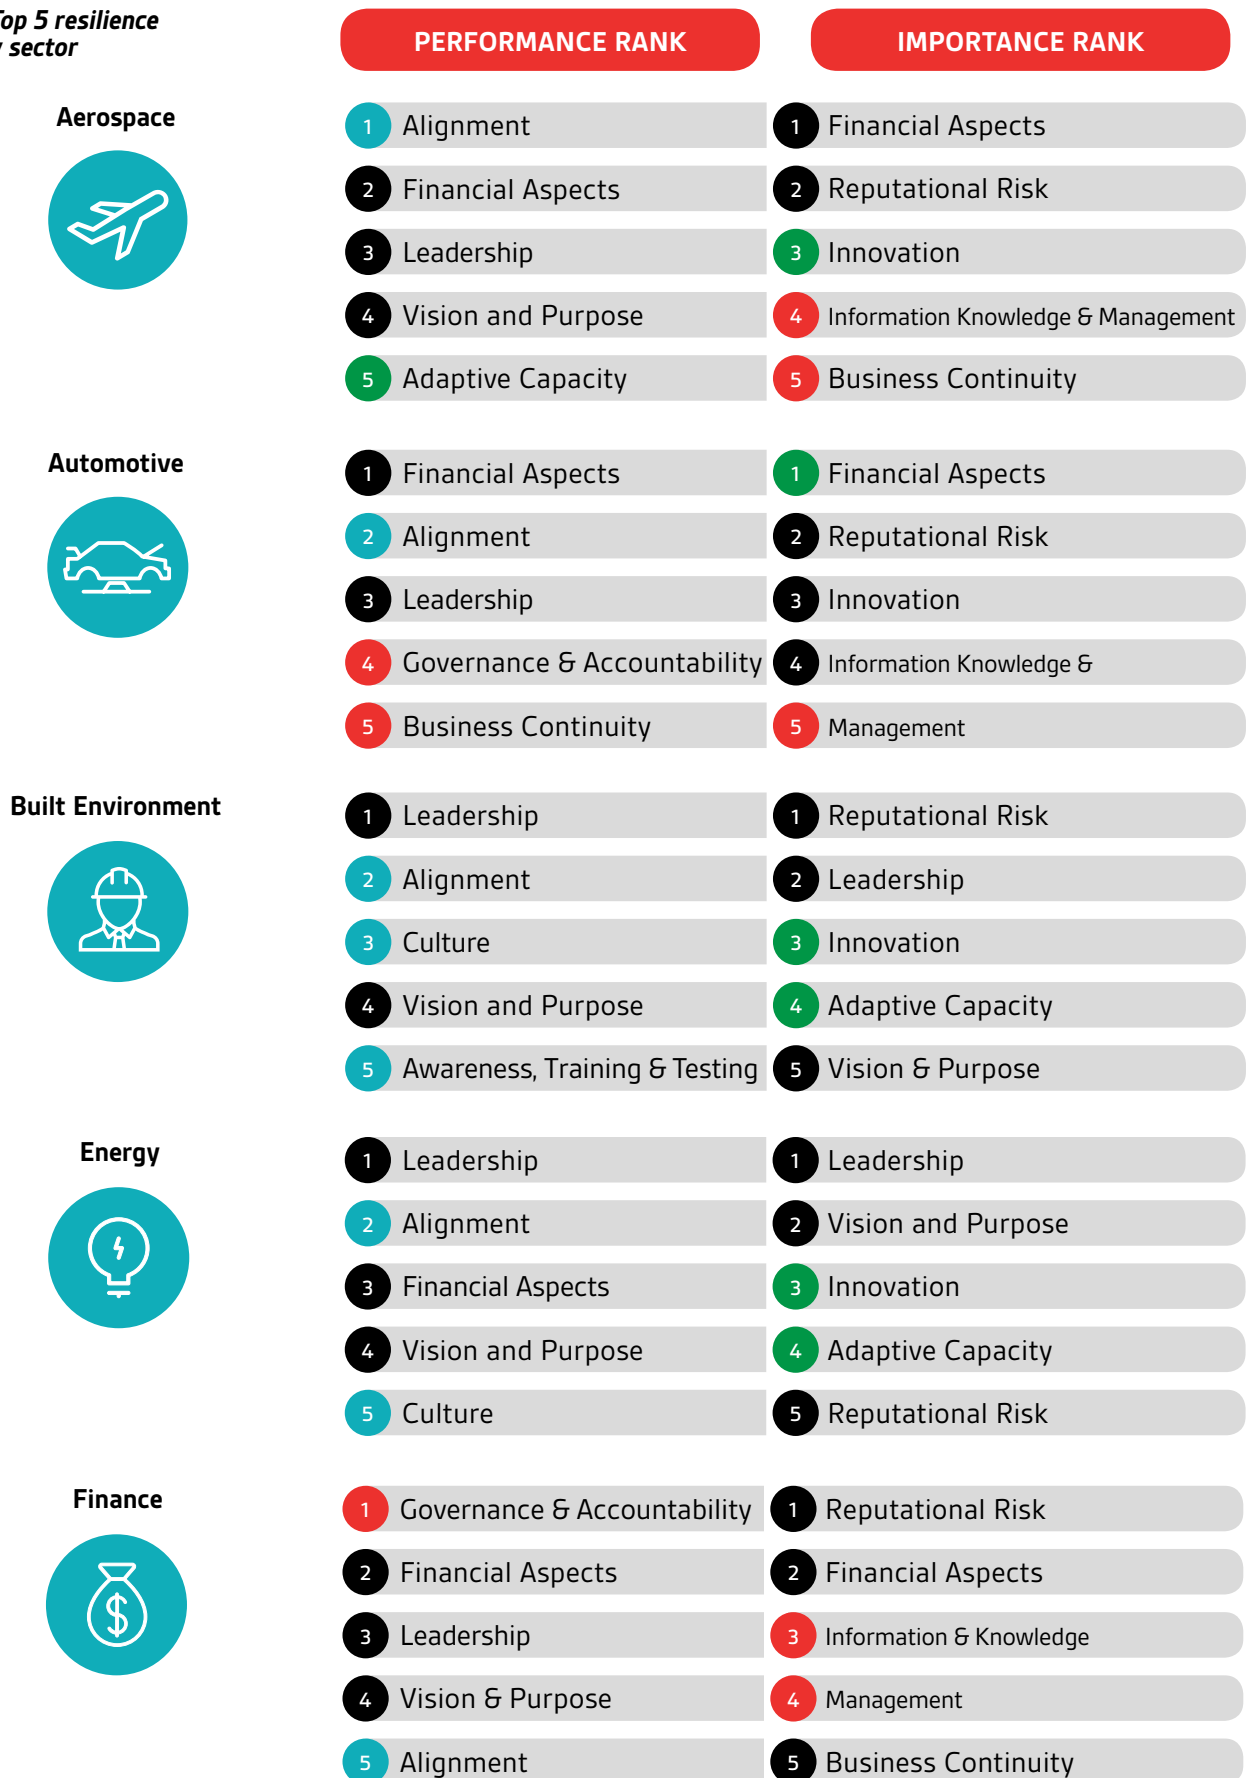 Top 5 resilience
sector
PERFORMANCE RANK
IMPORTANCE RANK
Aerospace
1 Alignment
1 Financial Aspects
2 Financial Aspects
2 Reputational Risk
3 Leadership
3 Innovation
4 Vision and Purpose
4 Information Knowledge & Management
5 Adaptive Capacity
5 Business Continuity
Automotive
1 Financial Aspects
1 Financial Aspects
2 Alignment
2 Reputational Risk
3 Leadership
3 Innovation
4 Governance & Accountability
4 Information Knowledge &
5 Business Continuity
5 Management
Built Environment
1 Leadership
1 Reputational Risk
2 Alignment
2 Leadership
3 Culture
3 Innovation
4 Vision and Purpose
4 Adaptive Capacity
5 Awareness, Training & Testing
5 Vision & Purpose
Energy
1 Leadership
1 Leadership
2 Alignment
2 Vision and Purpose
3 Financial Aspects
3 Innovation
4 Vision and Purpose
4 Adaptive Capacity
5 Culture
5 Reputational Risk
Finance
1 Governance & Accountability
1 Reputational Risk
2 Financial Aspects
2 Financial Aspects
3 Leadership
3 Information & Knowledge
4 Vision & Purpose
4 Management
5 Alignment
5 Business Continuity
$